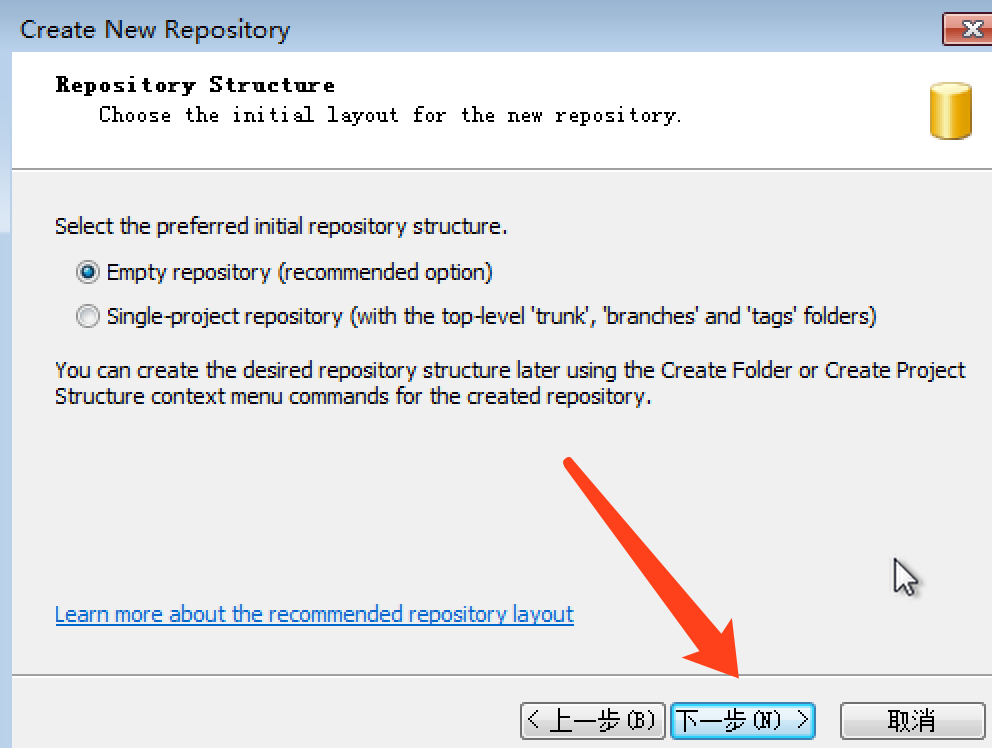 Create New Repository
Repository Structure
Choose the initial layout for the new repository.
Select the preferred initial repository structure.
Empty repository (recommended option)
Single-project repository (with the top-level 'trunk', 'branches' and 'tags' folders)
You can create the desired repository structure later using the Create Folder or Create Project
Structure context menu commands for the created repository.
Learn more about the recommended repository layout
< 上一步(B) 下一步(N) > 取消